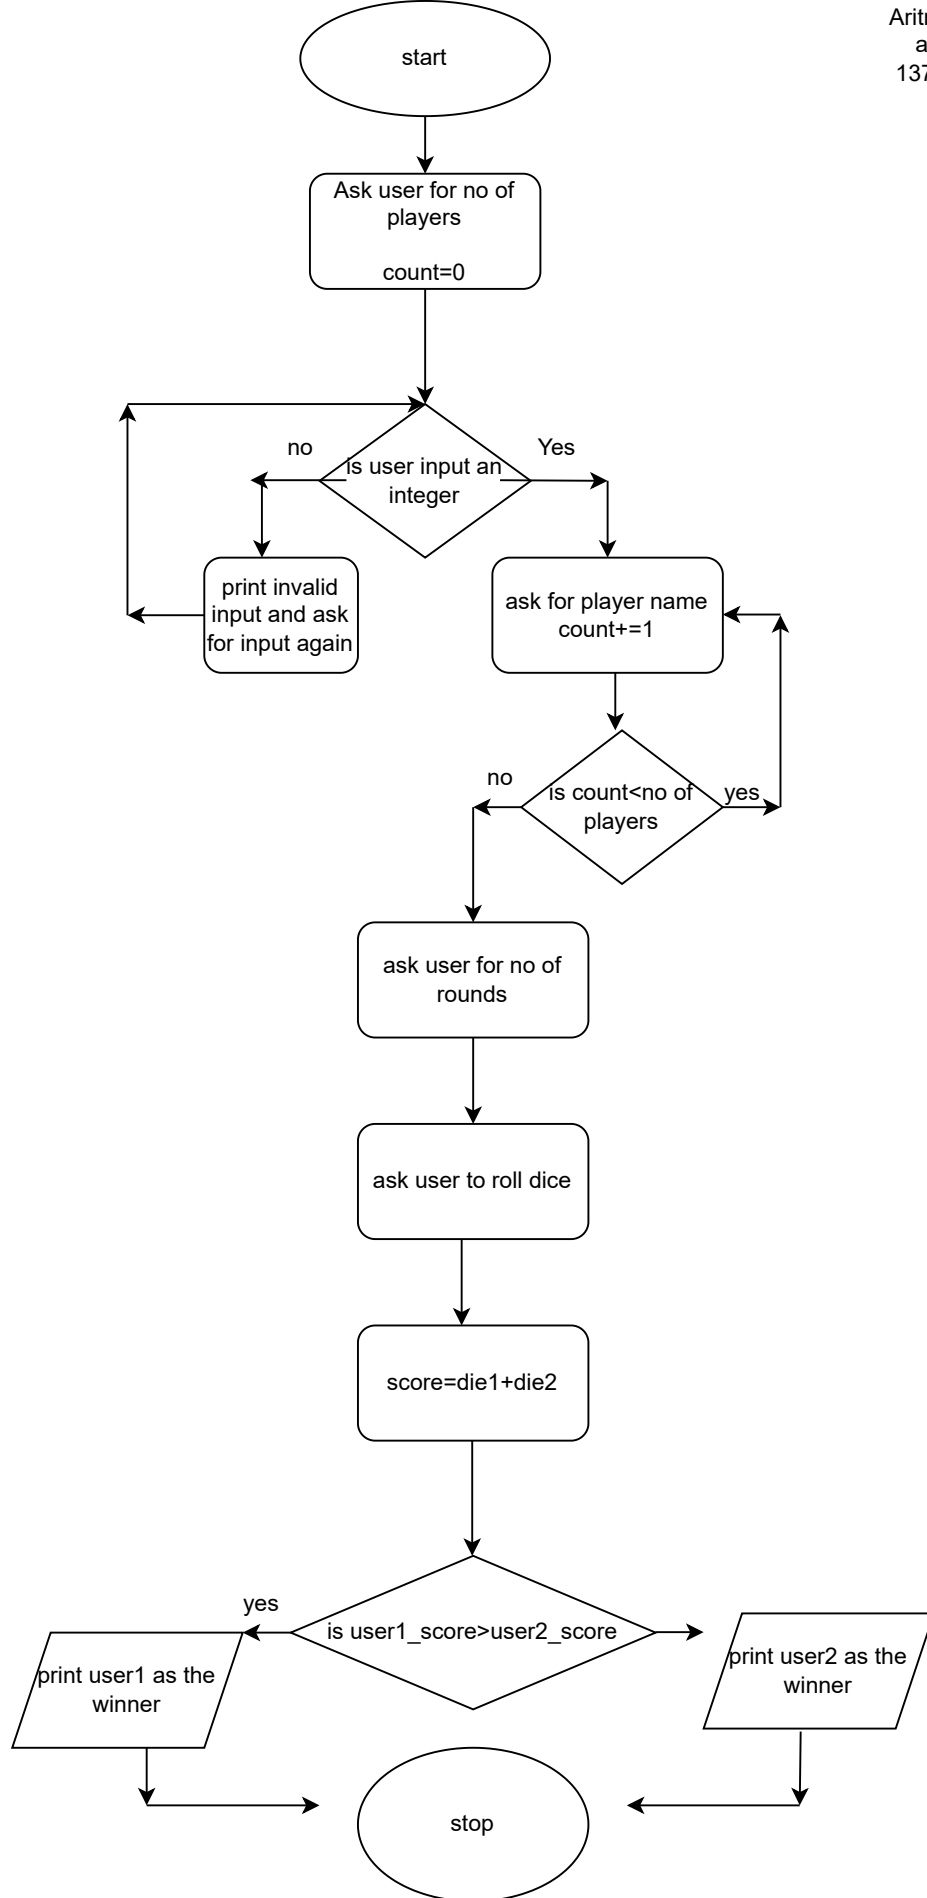 start
Ask user for no of
players
count=0
no
Yes
is user input an
integer
print invalid
input and ask
for input again
ask for player name
count+=1
no
is count<no of
players
yes
ask user for no of
rounds
ask user to roll dice
score=die1+die2
yes
is user1_score>user2_score
print user1 as the
winner
print user2 as the
winner
stop